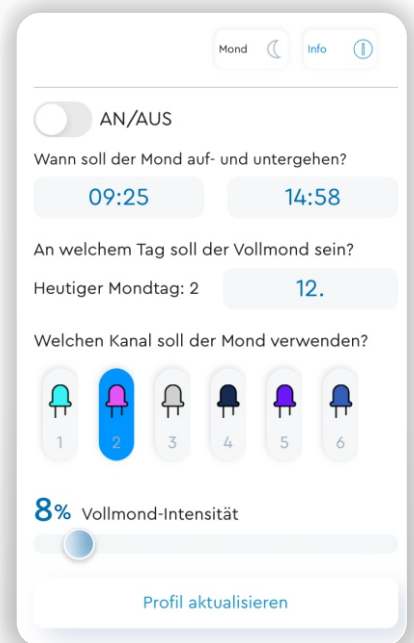 Mond Info
AN/AUS
Wann soll der Mond auf- und untergehen?
09:25 14:58
An welchem Tag soll der Vollmond sein?
Heutiger Mondtag: 2 12.
Welchen Kanal soll der Mond verwenden?
1 2 3 4 5 6
8% Vollmond-Intensität
Profil aktualisieren